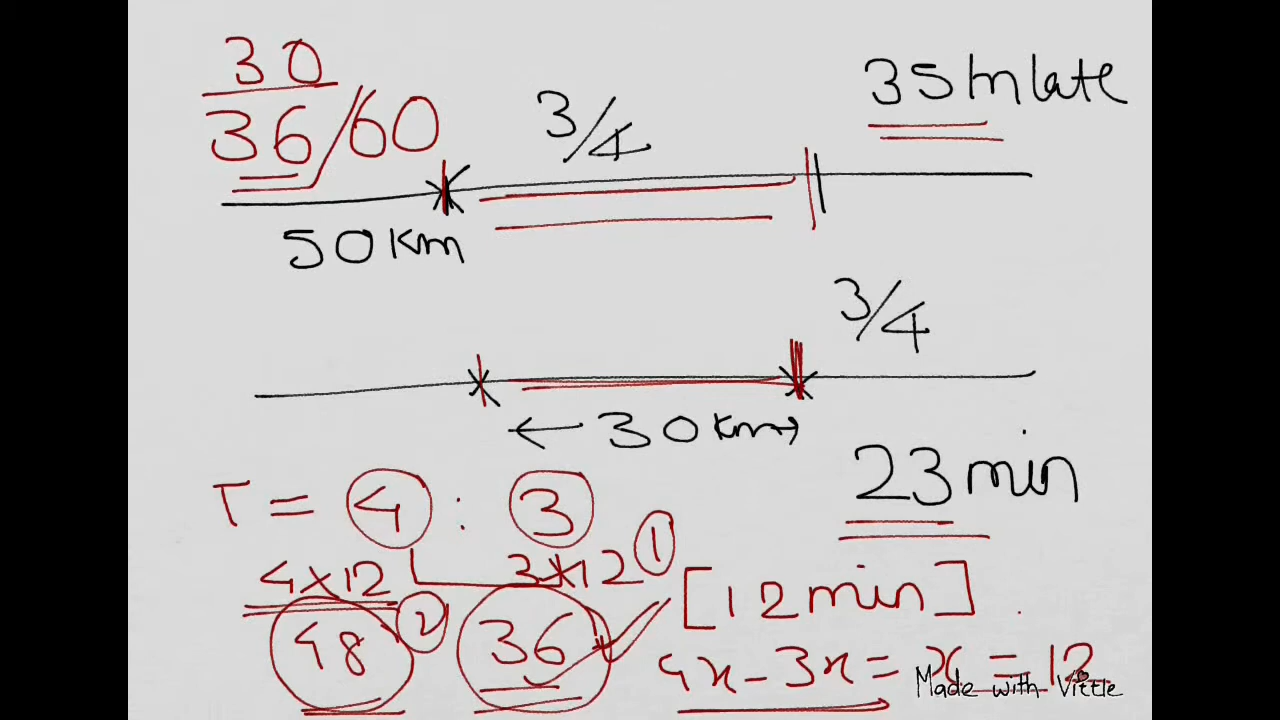 30
36/60
3/4
35 m late
50 km
3/4
30 km
23 min
T = 4 : 3
4×12
3×12
1
[12 min]
48
2
36
4x - 3x = x = 12
Made with Vittle